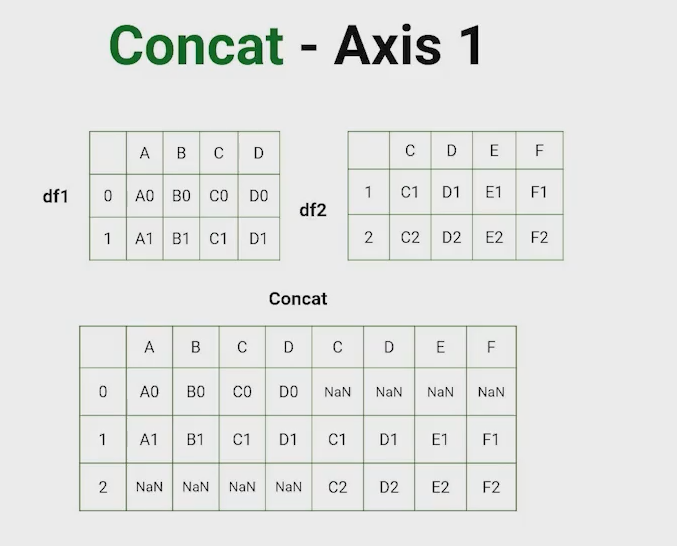 Concat - Axis 1
df1
A B C D
0 A0 B0 C0 D0
1 A1 B1 C1 D1
df2
C D E F
1 C1 D1 E1 F1
2 C2 D2 E2 F2
Concat
A B C D C D E F
0 A0 B0 C0 D0 NaN NaN NaN NaN
1 A1 B1 C1 D1 C1 D1 E1 F1
2 NaN NaN NaN NaN C2 D2 E2 F2